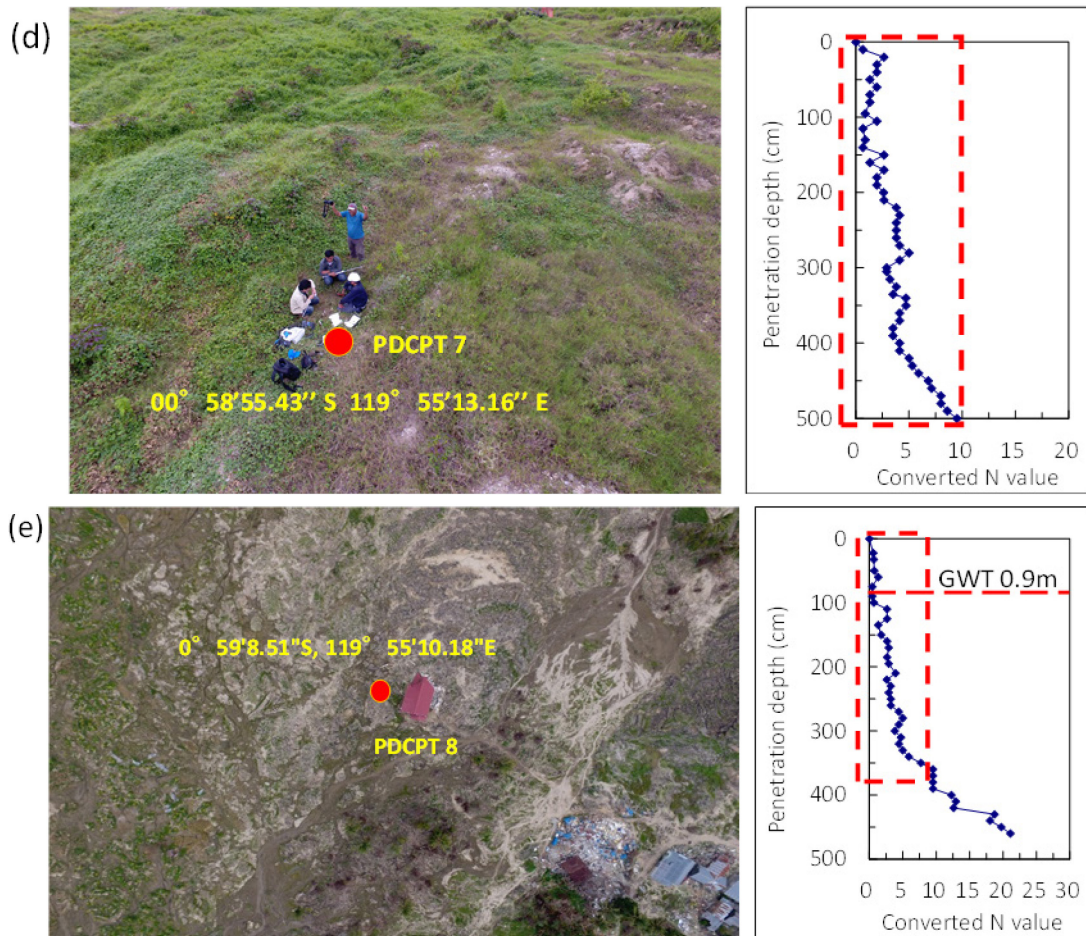 (d)
PDCPT 7
00° 58’55.43’’ S 119° 55’13.16’’ E
0
100
200
300
400
500
Penetration depth (cm)
0 5 10 15 20
Converted N value
(e)
0° 59'8.51"S, 119° 55'10.18"E
PDCPT 8
0
100
200
300
400
500
Penetration depth (cm)
GWT 0.9m
0 5 10 15 20 25 30
Converted N value